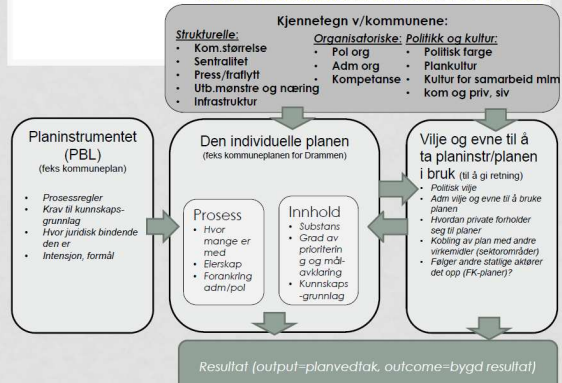 Kjennetegn v/kommunene:
Strukturelle:
• Kom.størrelse
• Sentralitet
• Press/fraflytt
• Utb.mønstre og næring
• Infrastruktur
Organisatoriske:
• Pol org
• Adm org
• Kompetanse
Politikk og kultur:
• Politisk farge
• Plankultur
• Kultur for samarbeid mlm
• kom og priv, siv
Planinstrumentet
(PBL)
(feks kommuneplan)
• Prosessregler
• Krav til kunnskaps-
grunnlag
• Hvor juridisk bindende
den er
• Intensjon, formål
Den individuelle planen
(feks kommuneplanen for Drammen)
Prosess
• Hvor
mange er
med
• Eierskap
• Forankring
adm/pol
Innhold
• Substans
• Grad av
prioriterin
g og mål-
avklaring
• Kunnskaps
-grunnlag
Vilje og evne til å
ta planinstr/planen
i bruk (til å gi retning)
• Politisk vilje
• Adm vilje og evne til å bruke
planen
• Hvordan private forholder
seg til planen
• Kobling av plan med andre
virkemidler (sektorområder)
• Følger andre statlige aktører
det opp (FK-planer)?
Resultat (output=planvedtak, outcome=bygd resultat)